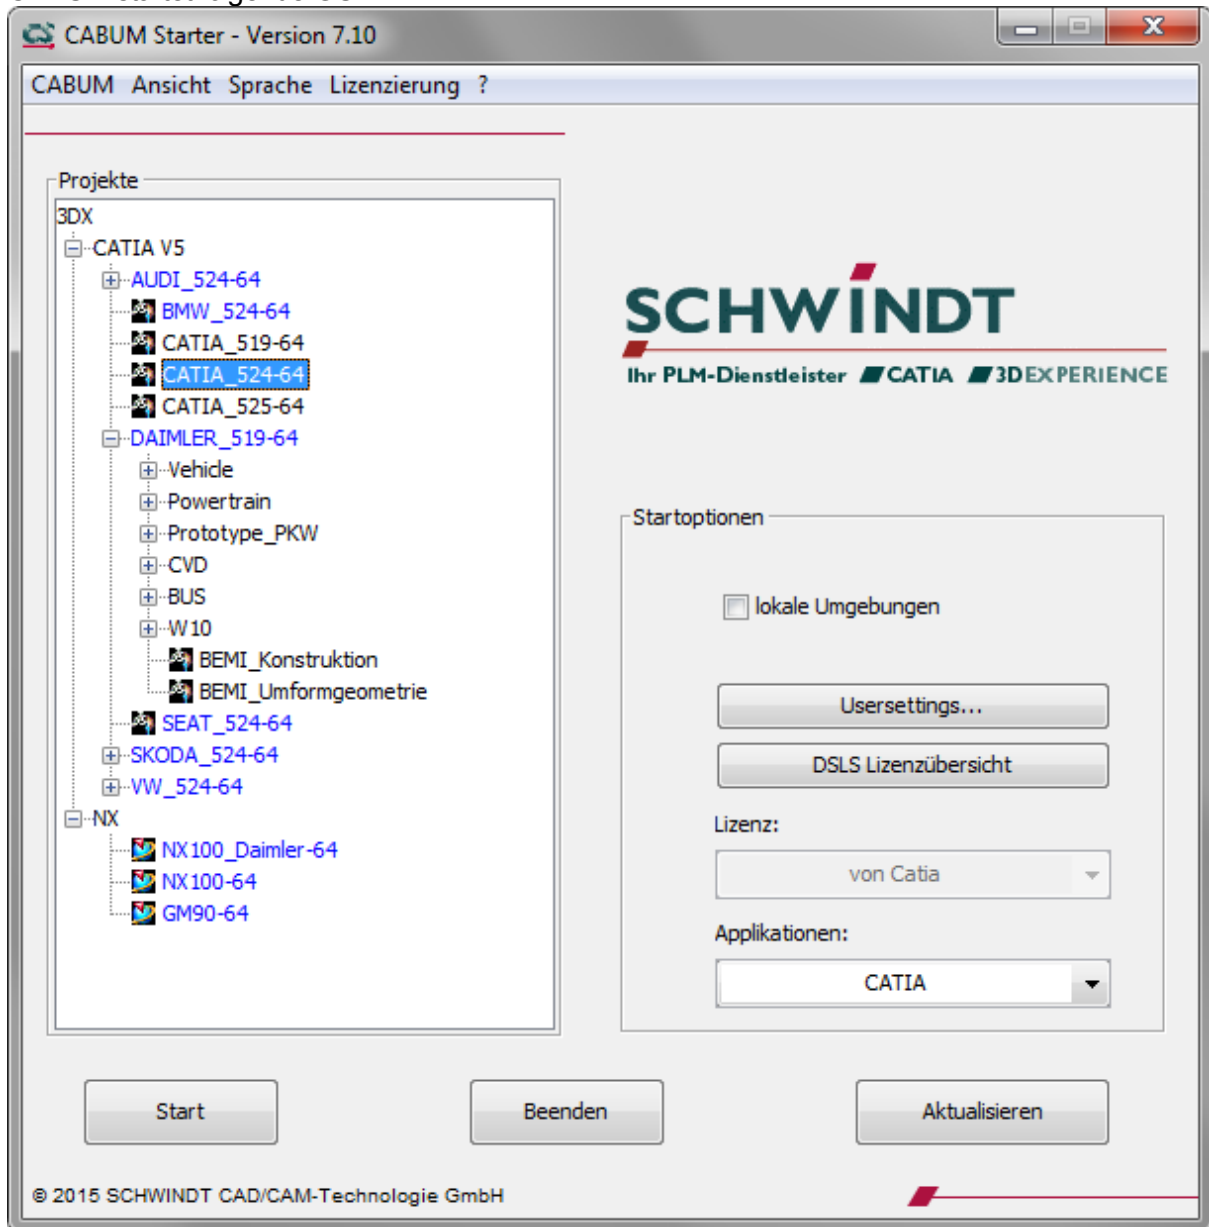 CABUM Starter - Version 7.10
CABUM Ansicht Sprache Lizenzierung ?
Projekte
3DX
CATIA V5
AUDI_524-64
BMW_524-64
CATIA_519-64
CATIA_524-64
CATIA_525-64
DAIMLER_519-64
Vehicle
Powertrain
Prototype_PKW
CVD
BUS
W10
BEMI_Konstruktion
BEMI_Umformgeometrie
SEAT_524-64
SKODA_524-64
VW_524-64
NX
NX100_Daimler-64
NX100-64
GM90-64
SCHWINDT
Ihr PLM-Dienstleister CATIA 3DEXPERIENCE
Startoptionen
lokale Umgebungen
Usersettings...
DSLS Lizenzübersicht
Lizenz:
von Catia
Applikationen:
CATIA
Start Beenden Aktualisieren
© 2015 SCHWINDT CAD/CAM-Technologie GmbH